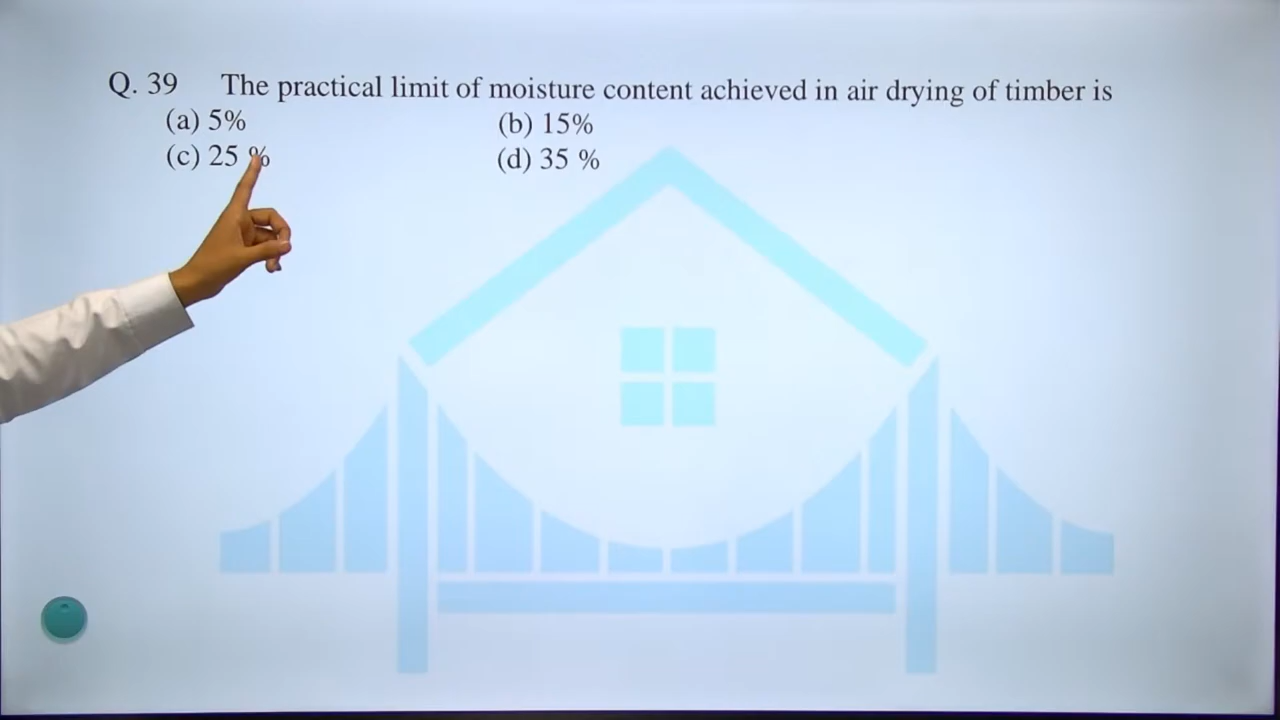 Q. 39 The practical limit of moisture content achieved in air drying of timber is
(a) 5% (b) 15%
(c) 25 % (d) 35 %